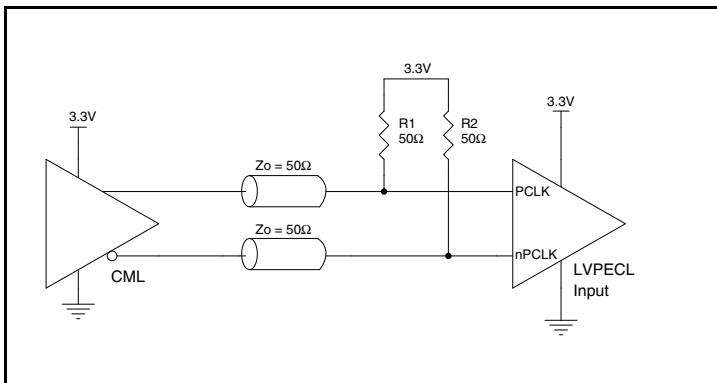 3.3V
3.3V
3.3V
R1
50Ω
R2
50Ω
Zo = 50Ω
PCLK
Zo = 50Ω
nPCLK
CML
LVPECL
Input